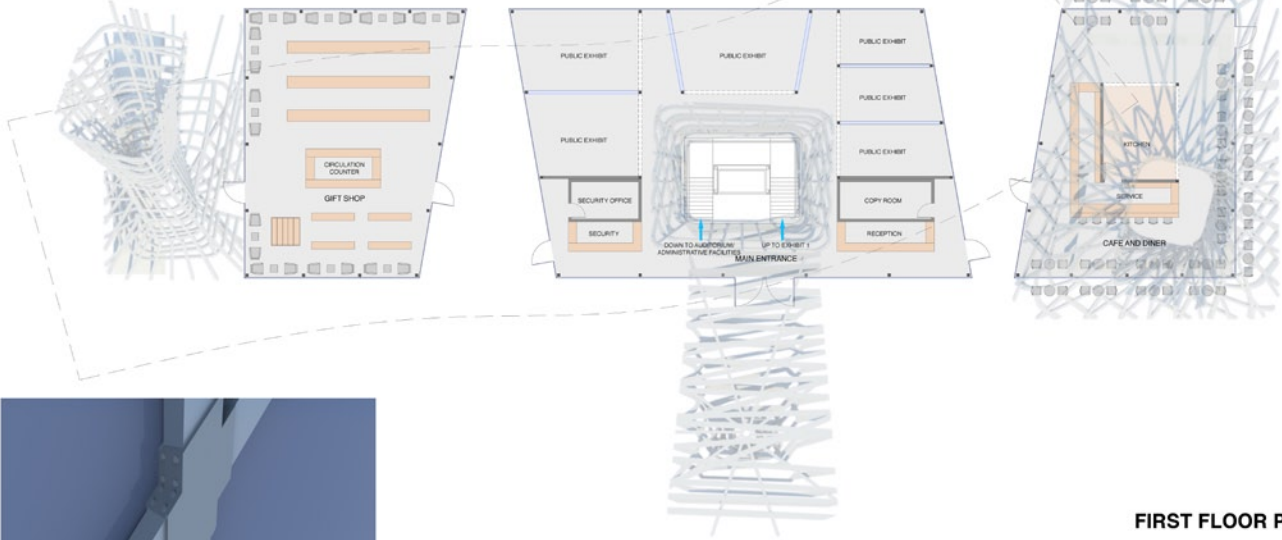 PUBLIC EXHIBIT
PUBLIC EXHIBIT
PUBLIC EXHIBIT
PUBLIC EXHIBIT
PUBLIC EXHIBIT
PUBLIC EXHIBIT
CIRCULATION
COUNTER
GIFT SHOP
SECURITY OFFICE
SECURITY
DOWN TO AUDITORIUM/
ADMINISTRATIVE FACILITIES
UP TO EXHIBIT 1
MAIN ENTRANCE
COPY ROOM
RECEPTION
KITCHEN
SERVICE
CAFE AND DINER
FIRST FLOOR P